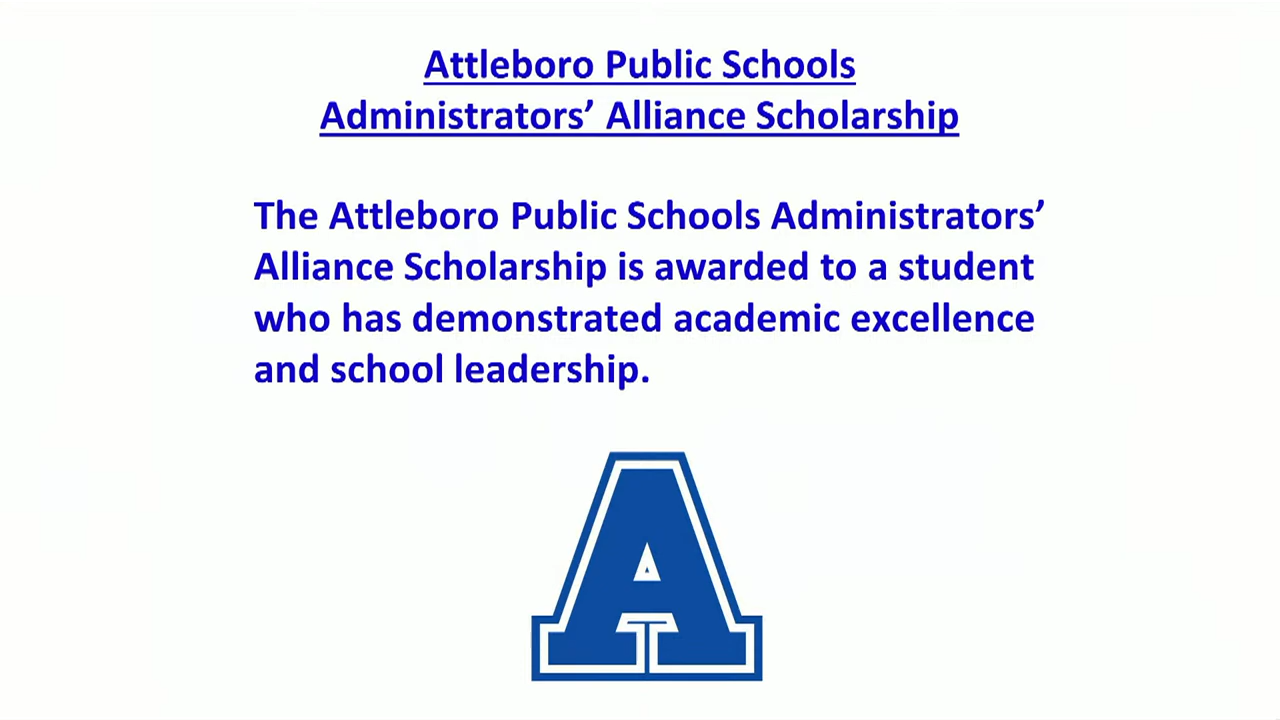 Attleboro Public Schools
Administrators’ Alliance Scholarship
The Attleboro Public Schools Administrators’
Alliance Scholarship is awarded to a student
who has demonstrated academic excellence
and school leadership.
A